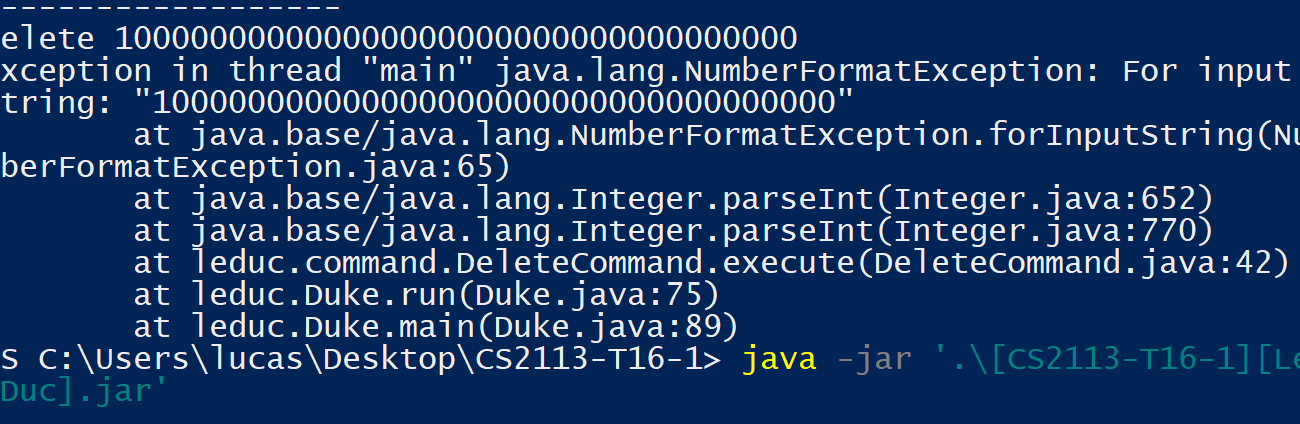 ------------------
elete 10000000000000000000000000000000000
xception in thread "main" java.lang.NumberFormatException: For input
tring: "10000000000000000000000000000000000"
at java.base/java.lang.NumberFormatException.forInputString(Nu
berFormatException.java:65)
at java.base/java.lang.Integer.parseInt(Integer.java:652)
at java.base/java.lang.Integer.parseInt(Integer.java:770)
at leduc.command.DeleteCommand.execute(DeleteCommand.java:42)
at leduc.Duke.run(Duke.java:75)
at leduc.Duke.main(Duke.java:89)
S C:\Users\lucas\Desktop\CS2113-T16-1> java -jar '.\[CS2113-T16-1][Le
Duc].jar'